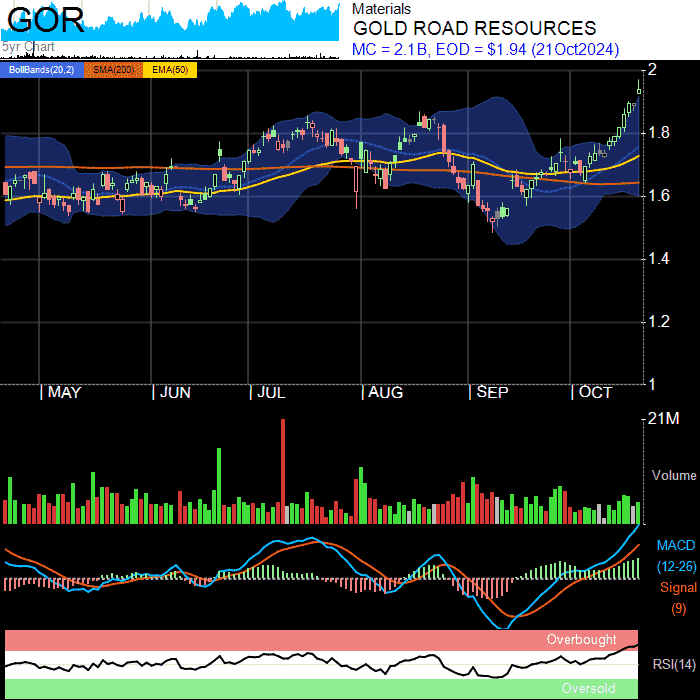 GOR
5yr Chart
Materials
GOLD ROAD RESOURCES
MC = 2.1B, EOD = $1.94 (21Oct2024)
BollBands(20,2) SMA(200) EMA(50)
2
1.8
1.6
1.4
1.2
1
MAY JUN JUL AUG SEP OCT
21M
Volume
MACD
(12-26)
Signal
(9)
Overbought
RSI(14)
Oversold